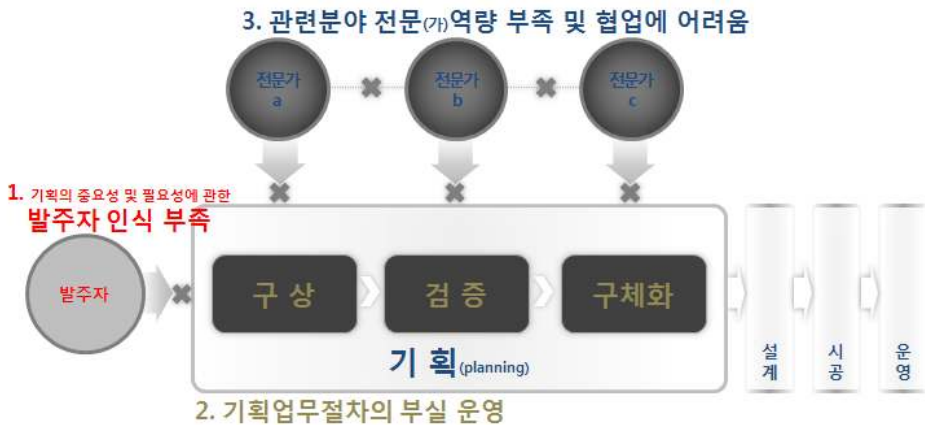 3. 관련분야 전문(가)역량 부족 및 협업에 어려움
전문가
a
전문가
b
전문가
c
1. 기획의 중요성 및 필요성에 관한
발주자 인식 부족
발주자
구 상
검 증
구체화
기 획(planning)
설계
시공
운영
2. 기획업무절차의 부실 운영